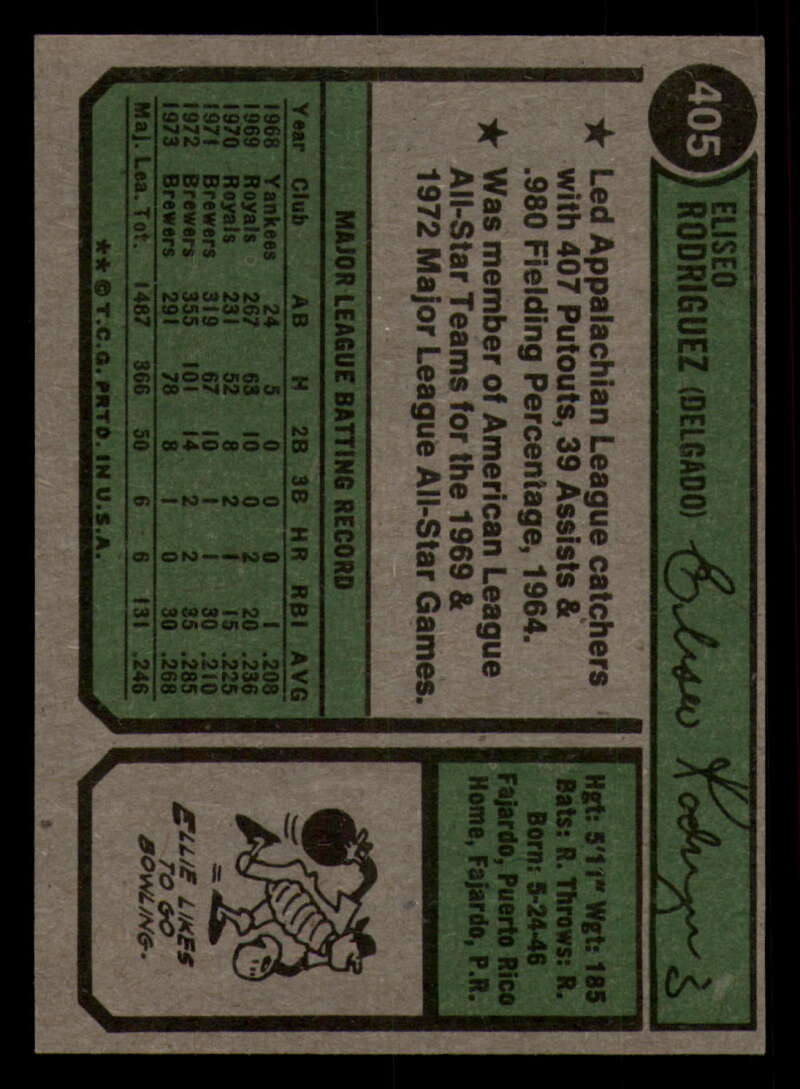 405
ELISEO
RODRIGUEZ (DELGADO) Eliseo Rodriguez
★ Led Appalachian League catchers
with 407 Putouts, 39 Assists &
.980 Fielding Percentage, 1964.
★ Was member of American League
All-Star Teams for the 1969 &
1972 Major League All-Star Games.
MAJOR LEAGUE BATTING RECORD
Year Club AB H 2B 3B HR RBI AVG
1968 Yankees 24 5 0 0 0 1 .208
1969 Royals 267 63 10 0 2 20 .236
1970 Royals 231 52 8 2 1 15 .225
1971 Brewers 319 67 10 1 1 30 .210
1972 Brewers 355 101 14 2 2 35 .285
1973 Brewers 291 78 8 1 0 30 .268
Maj. Lea. Tot. 1487 366 50 6 6 131 .246
**©T.C.G. PRTD. IN U.S.A.
Hgt: 5'11" Wgt: 185
Bats: R. Throws: R.
Born: 5-24-46
Fajardo, Puerto Rico
Home, Fajardo, P.R.
ELLIE LIKES
TO GO
BOWLING.